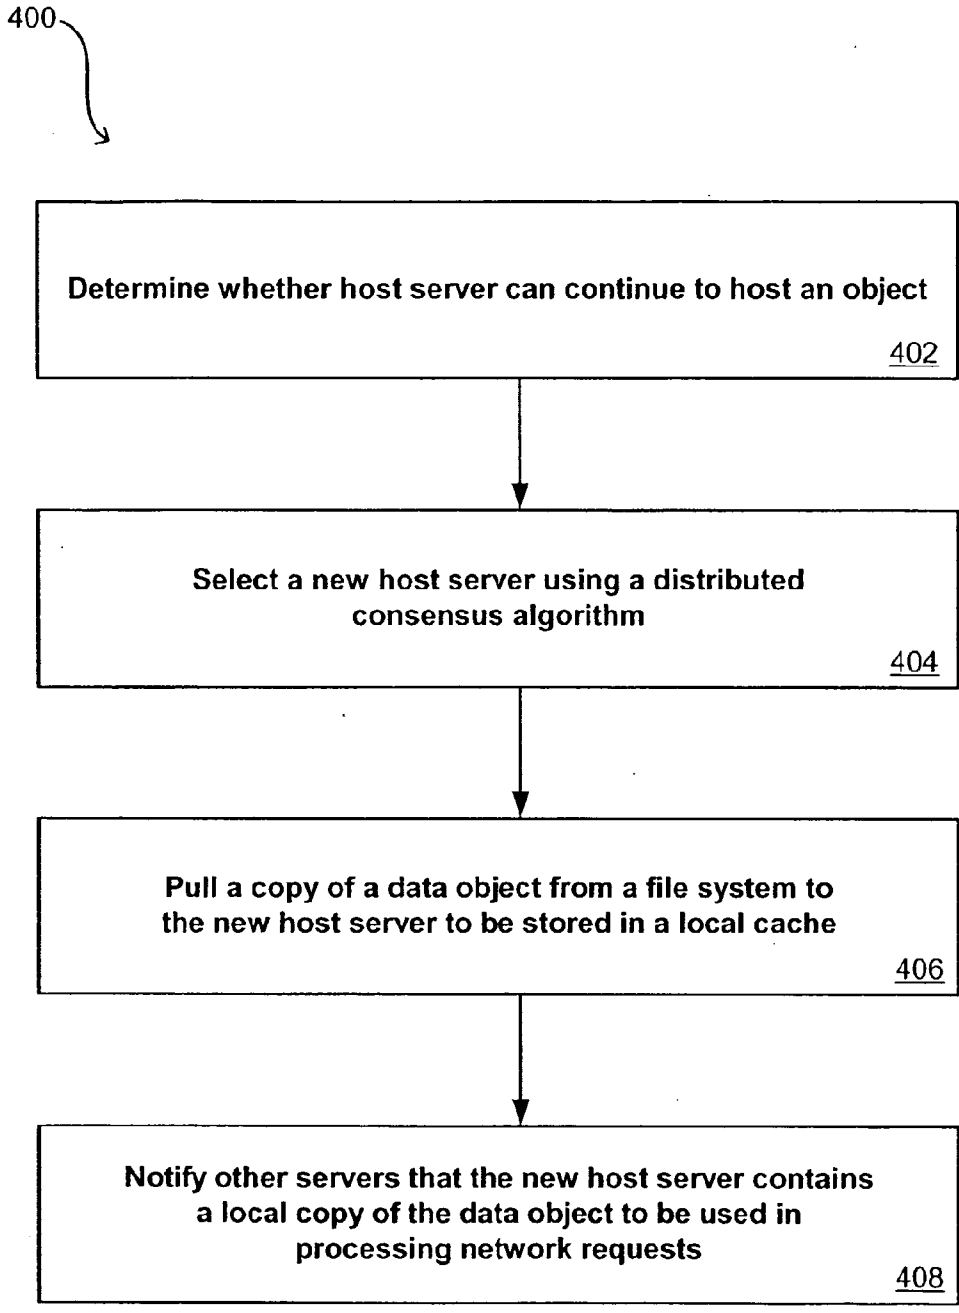 400
Determine whether host server can continue to host an object
402
Select a new host server using a distributed
consensus algorithm
404
Pull a copy of a data object from a file system to
the new host server to be stored in a local cache
406
Notify other servers that the new host server contains
a local copy of the data object to be used in
processing network requests
408